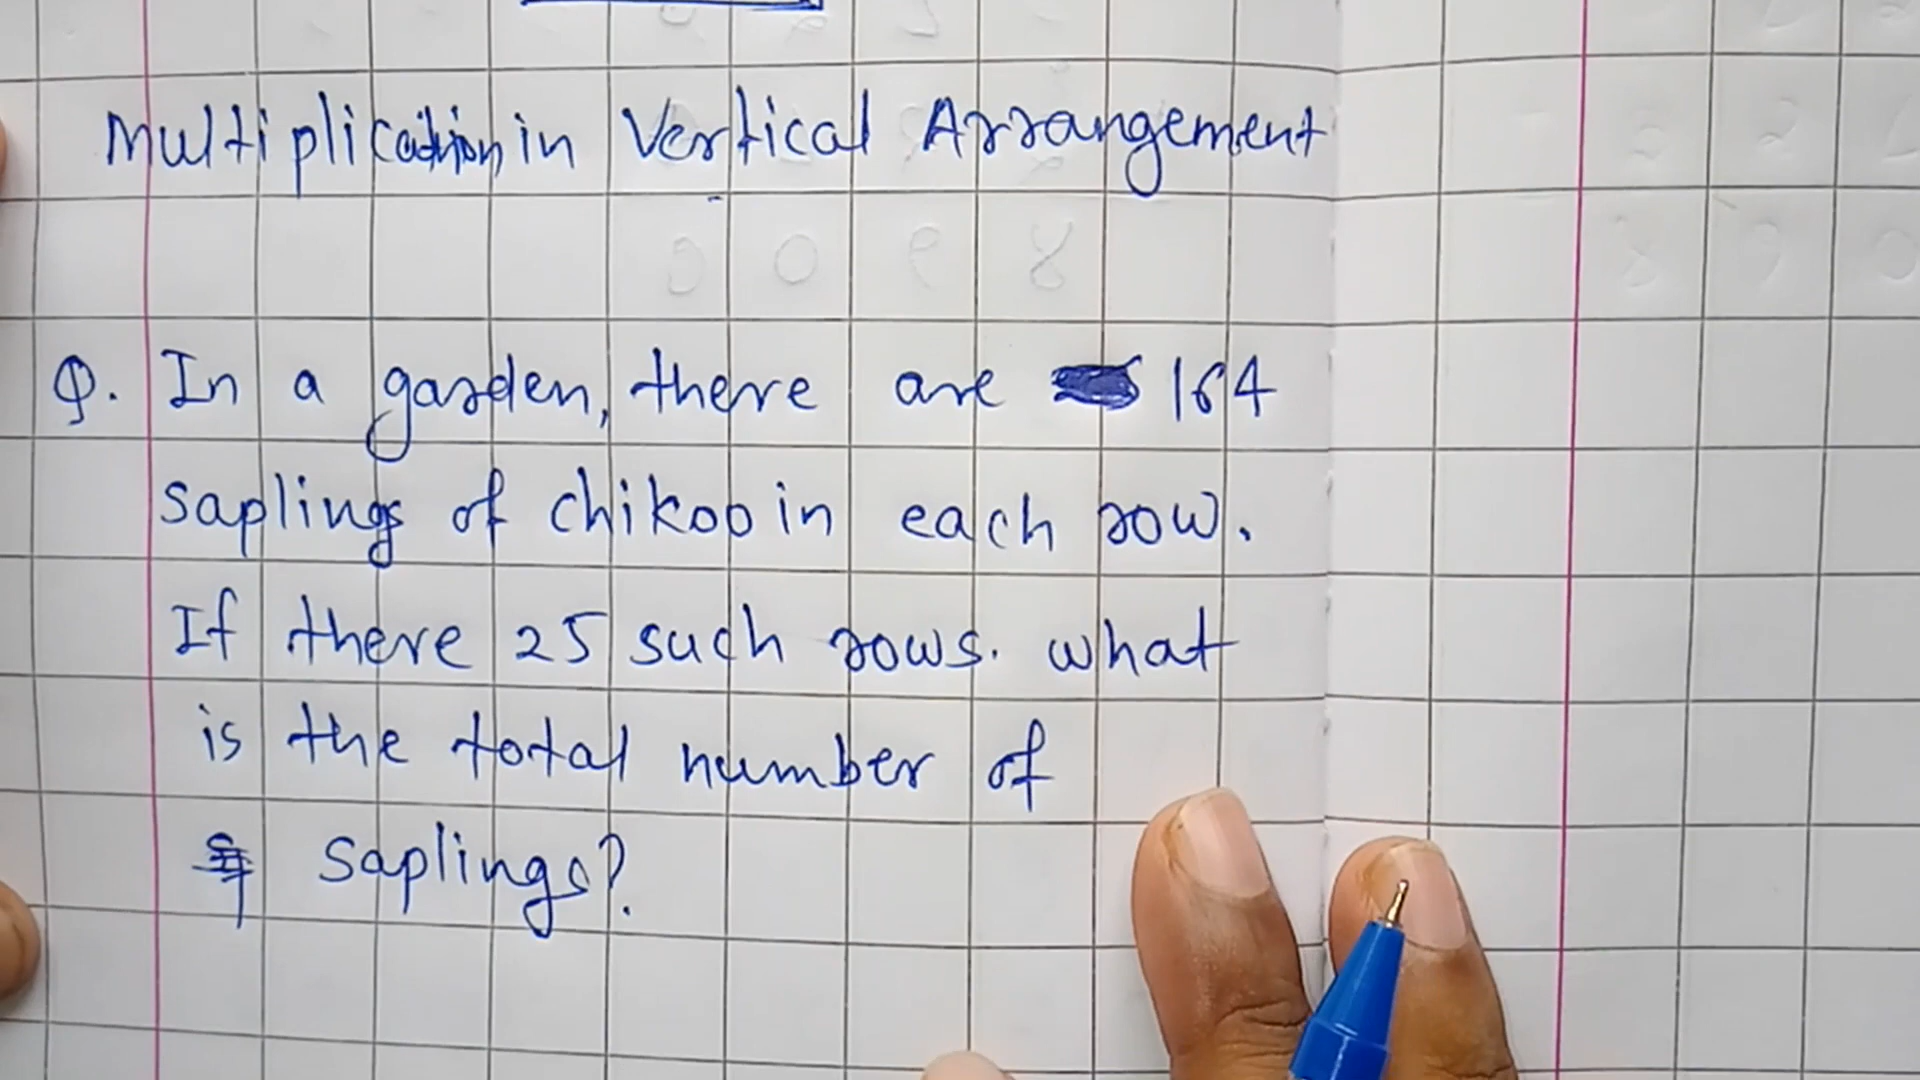 Multiplication in Vertical Arrangement
Q. In a garden, there are 164
saplings of chikoo in each row.
If there 25 such rows. what
is the total number of
saplings?